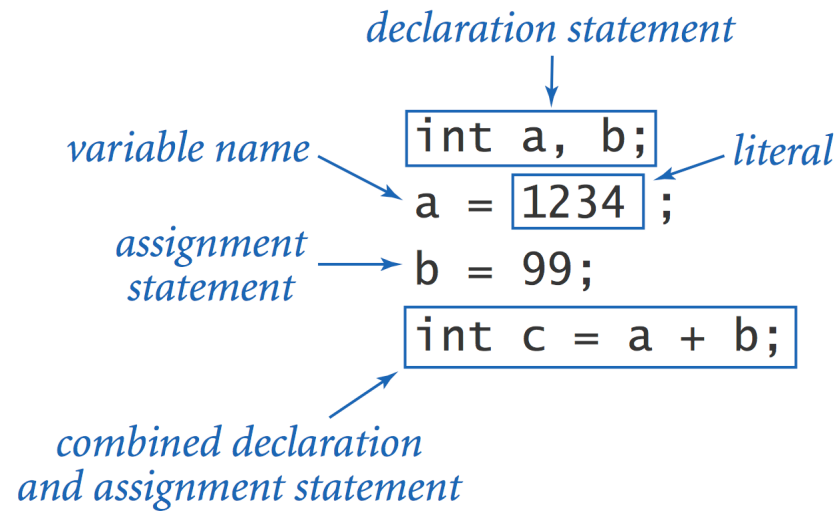 declaration statement
int a, b;
variable name
literal
a = 1234 ;
assignment
statement
b = 99;
int c = a + b;
combined declaration
and assignment statement